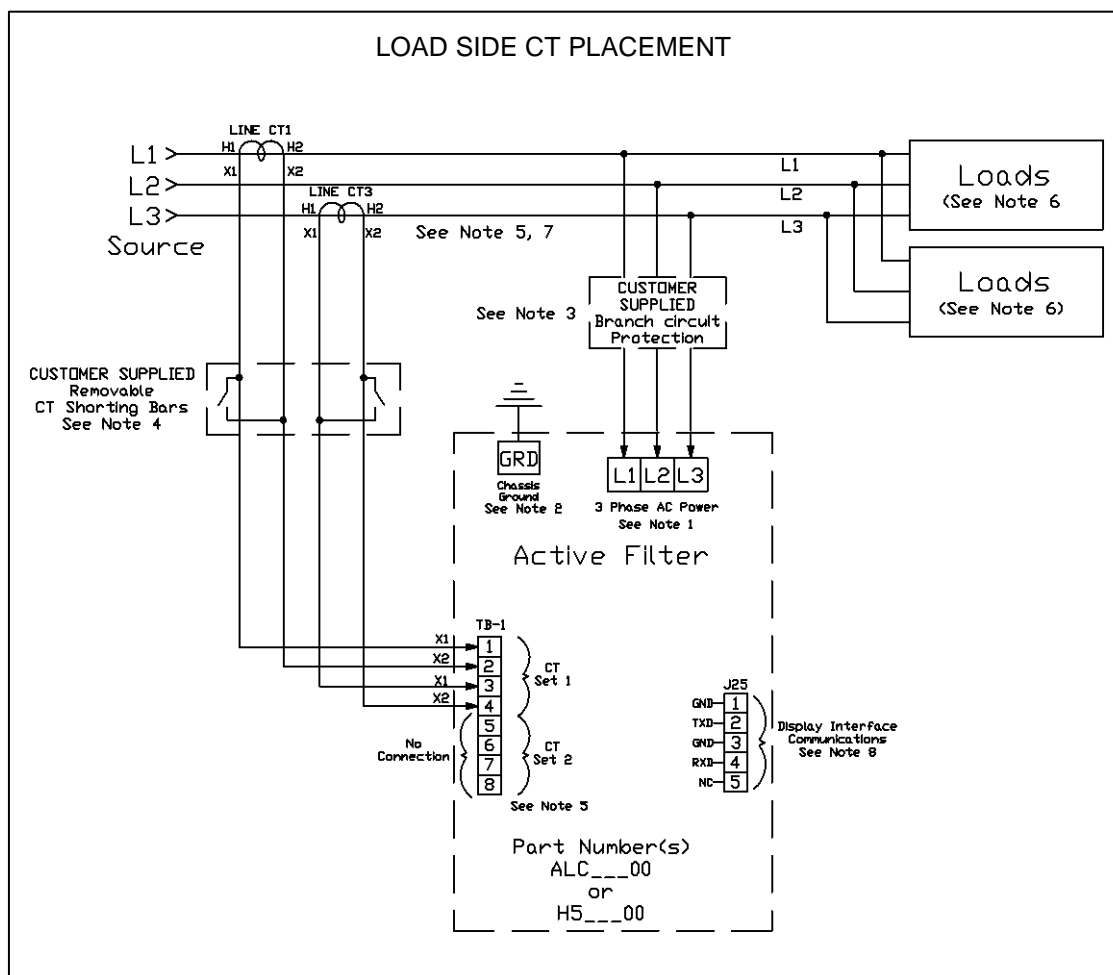 LOAD SIDE CT PLACEMENT
LINE CT1
H1 H2
L1
X1 X2
L1
L2
LINE CT3
L2
H1 H2
L3
X1 X2
L3
Source
See Note 5, 7
Loads
(See Note 6
Loads
(See Note 6)
See Note 3
CUSTOMER
SUPPLIED
Branch circuit
Protection
CUSTOMER SUPPLIED
Removable
CT Shorting Bars
See Note 4
GRD
Chassis
Ground
See Note 2
L1 L2 L3
3 Phase AC Power
See Note 1
Active Filter
TB-1
X1 1
X2 2
X1 3
X2 4
5
6
7
8
CT
Set 1
No
Connection
CT
Set 2
See Note 5
J25
GND 1
TXD 2
GND 3
RXD 4
NC 5
Display Interface
Communications
See Note 8
Part Number(s)
ALC___00
or
H5___00